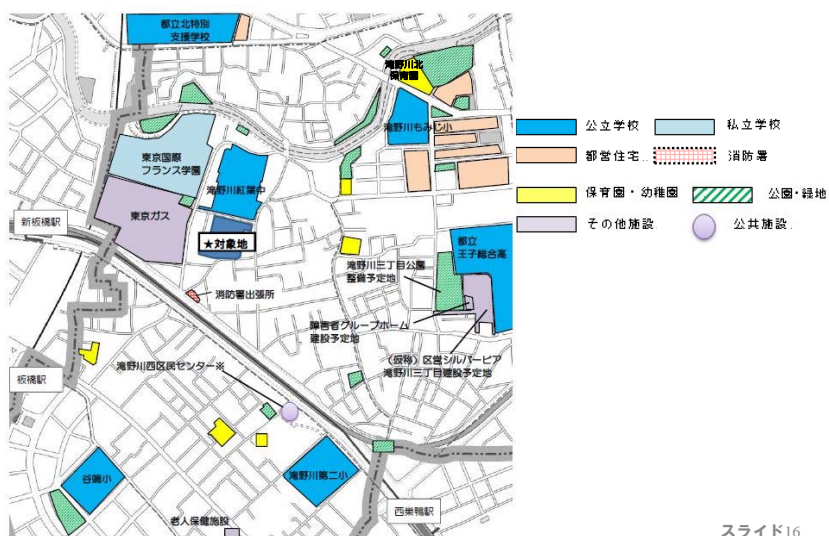 都立北特別
支援学校
滝野川北
保育園
滝野川もみじ小
東京国際
フランス学園
滝野川紅葉中
東京ガス
新板橋駅
★対象地
都立
王子総合高
滝野川三丁目公園
整備予定地
消防署出張所
障害者グループホーム
建設予定地
(仮称)区営シルバーピア
滝野川三丁目建設予定地
滝野川西区民センター※
板橋駅
谷端小
滝野川第二小
西巣鴨駅
老人保健施設
公立学校
私立学校
都営住宅
消防署
保育園・幼稚園
公園・緑地
その他施設
公共施設
スライド16